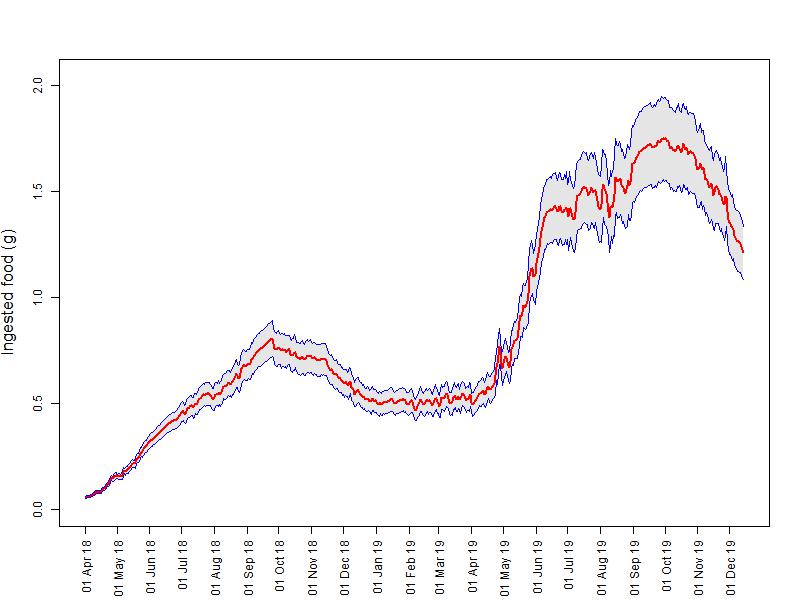 Ingested food (g)
2.0
1.5
1.0
0.5
0.0
01 Apr 18
01 May 18
01 Jun 18
01 Jul 18
01 Aug 18
01 Sep 18
01 Oct 18
01 Nov 18
01 Dec 18
01 Jan 19
01 Feb 19
01 Mar 19
01 Apr 19
01 May 19
01 Jun 19
01 Jul 19
01 Aug 19
01 Sep 19
01 Oct 19
01 Nov 19
01 Dec 19